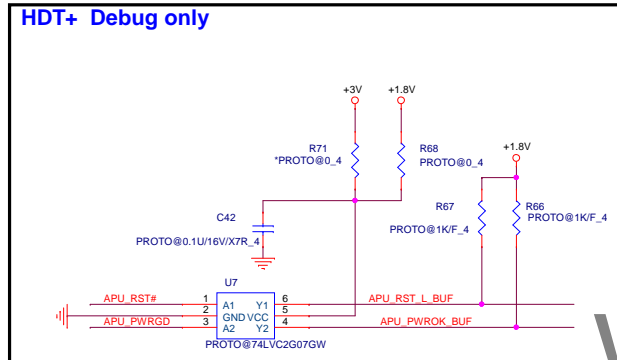 HDT+ Debug only
+3V
+1.8V
+1.8V
R71
*PROTO@0_4
R68
PROTO@0_4
R67
PROTO@1K/F_4
R66
PROTO@1K/F_4
C42
PROTO@0.1U/16V/X7R_4
U7
APU_RST# 1 A1 Y1 6 APU_RST_L_BUF
2 GND VCC 5
APU_PWRGD 3 A2 Y2 4 APU_PWROK_BUF
PROTO@74LVC2G07GW